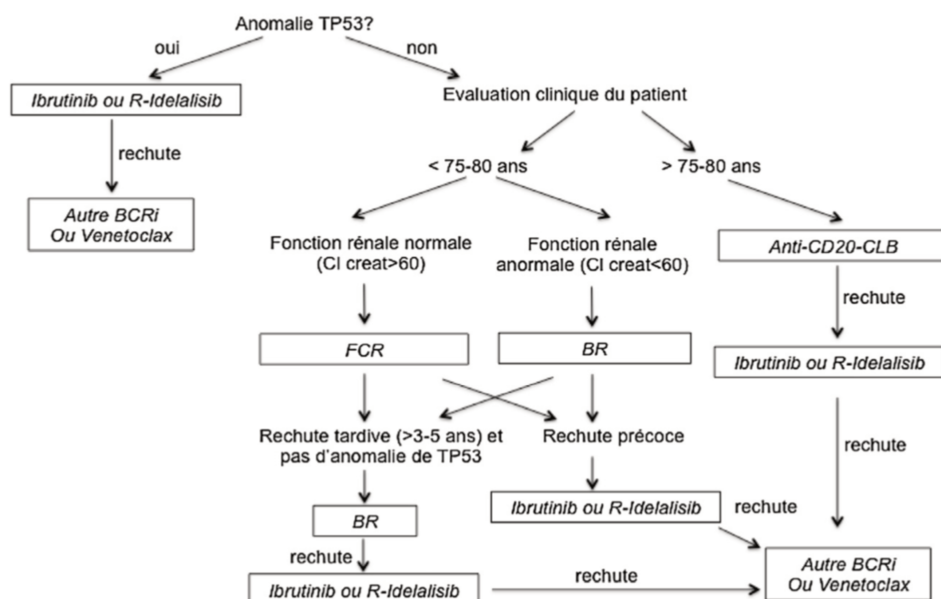 Anomalie TP53?
oui
non
Ibrutinib ou R-Idelalisib
Evaluation clinique du patient
rechute
< 75-80 ans
> 75-80 ans
Autre BCRi
Ou Venetoclax
Fonction rénale normale
(Cl creat>60)
Fonction rénale
anormale (Cl creat<60)
Anti-CD20-CLB
rechute
FCR
BR
Ibrutinib ou R-Idelalisib
Rechute tardive (>3-5 ans) et
pas d'anomalie de TP53
Rechute précoce
rechute
Ibrutinib ou R-Idelalisib
rechute
BR
rechute
Autre BCRi
Ou Venetoclax
Ibrutinib ou R-Idelalisib
rechute